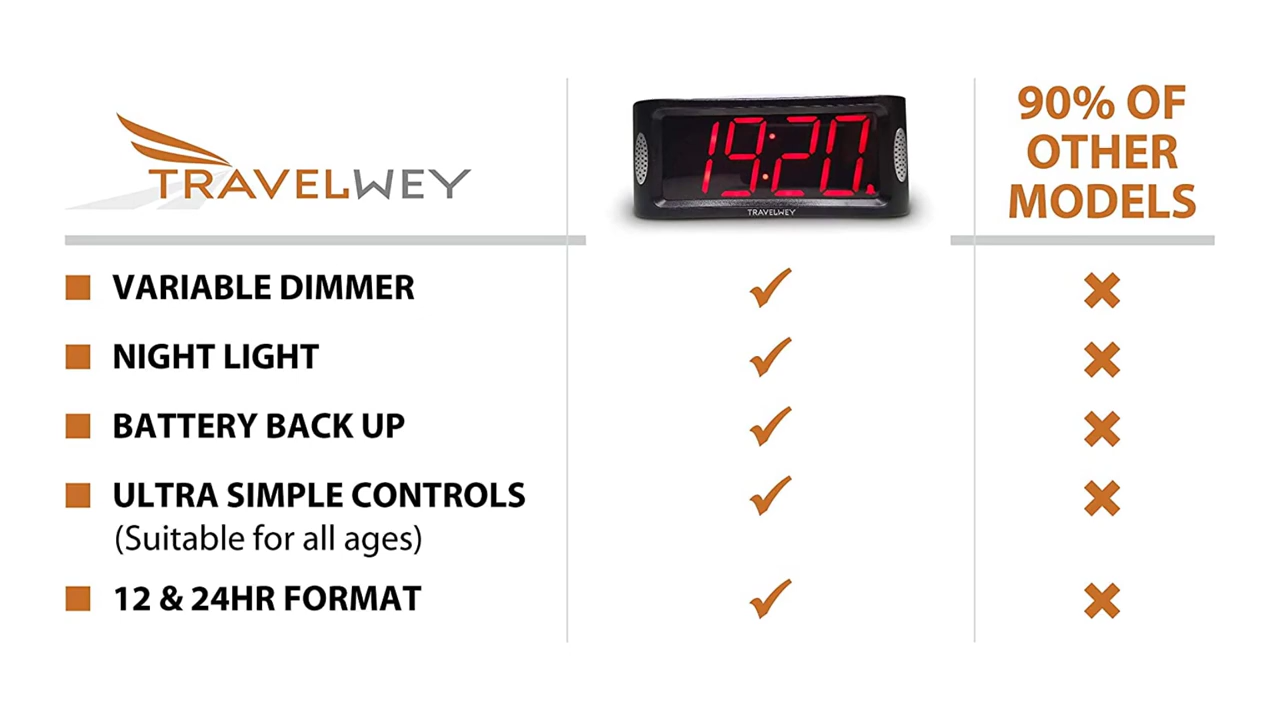 TRAVELWEY
19:20.
TRAVELWEY
90% OF
OTHER
MODELS
VARIABLE DIMMER
NIGHT LIGHT
BATTERY BACK UP
ULTRA SIMPLE CONTROLS
(Suitable for all ages)
12 & 24HR FORMAT